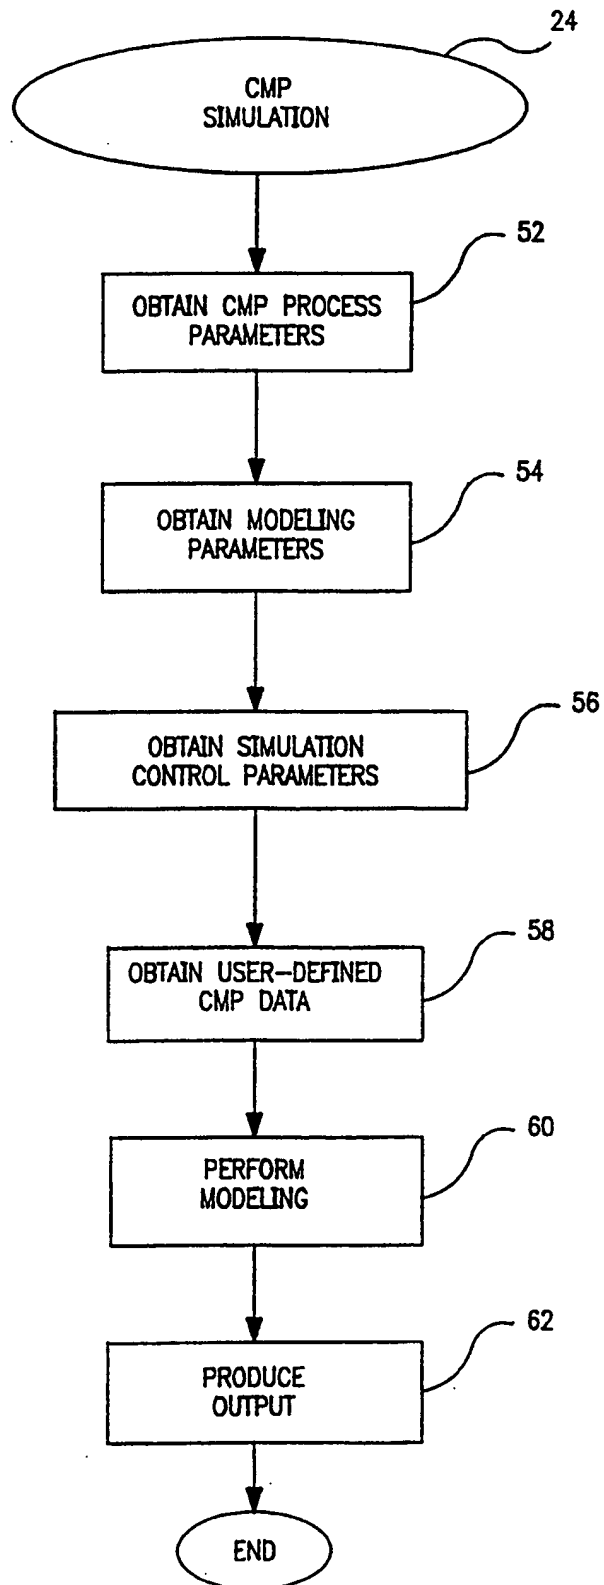 24
CMP
SIMULATION
52
OBTAIN CMP PROCESS
PARAMETERS
54
OBTAIN MODELING
PARAMETERS
56
OBTAIN SIMULATION
CONTROL PARAMETERS
58
OBTAIN USER-DEFINED
CMP DATA
60
PERFORM
MODELING
62
PRODUCE
OUTPUT
END